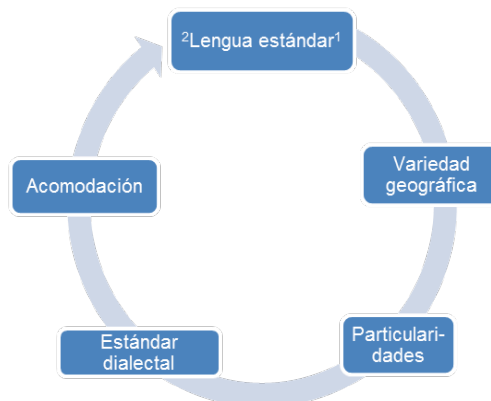 ²Lengua estándar¹
Variedad
geográfica
Particulari-
dades
Estándar
dialectal
Acomodación